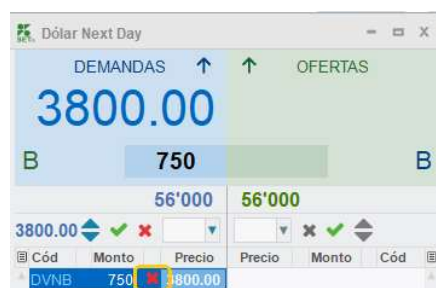 SET Dólar Next Day
DEMANDAS OFERTAS
3800.00
B 750 B
56'000 56'000
3800.00
Cód Monto Precio Precio Monto Cód
DVNB 750 3800.00